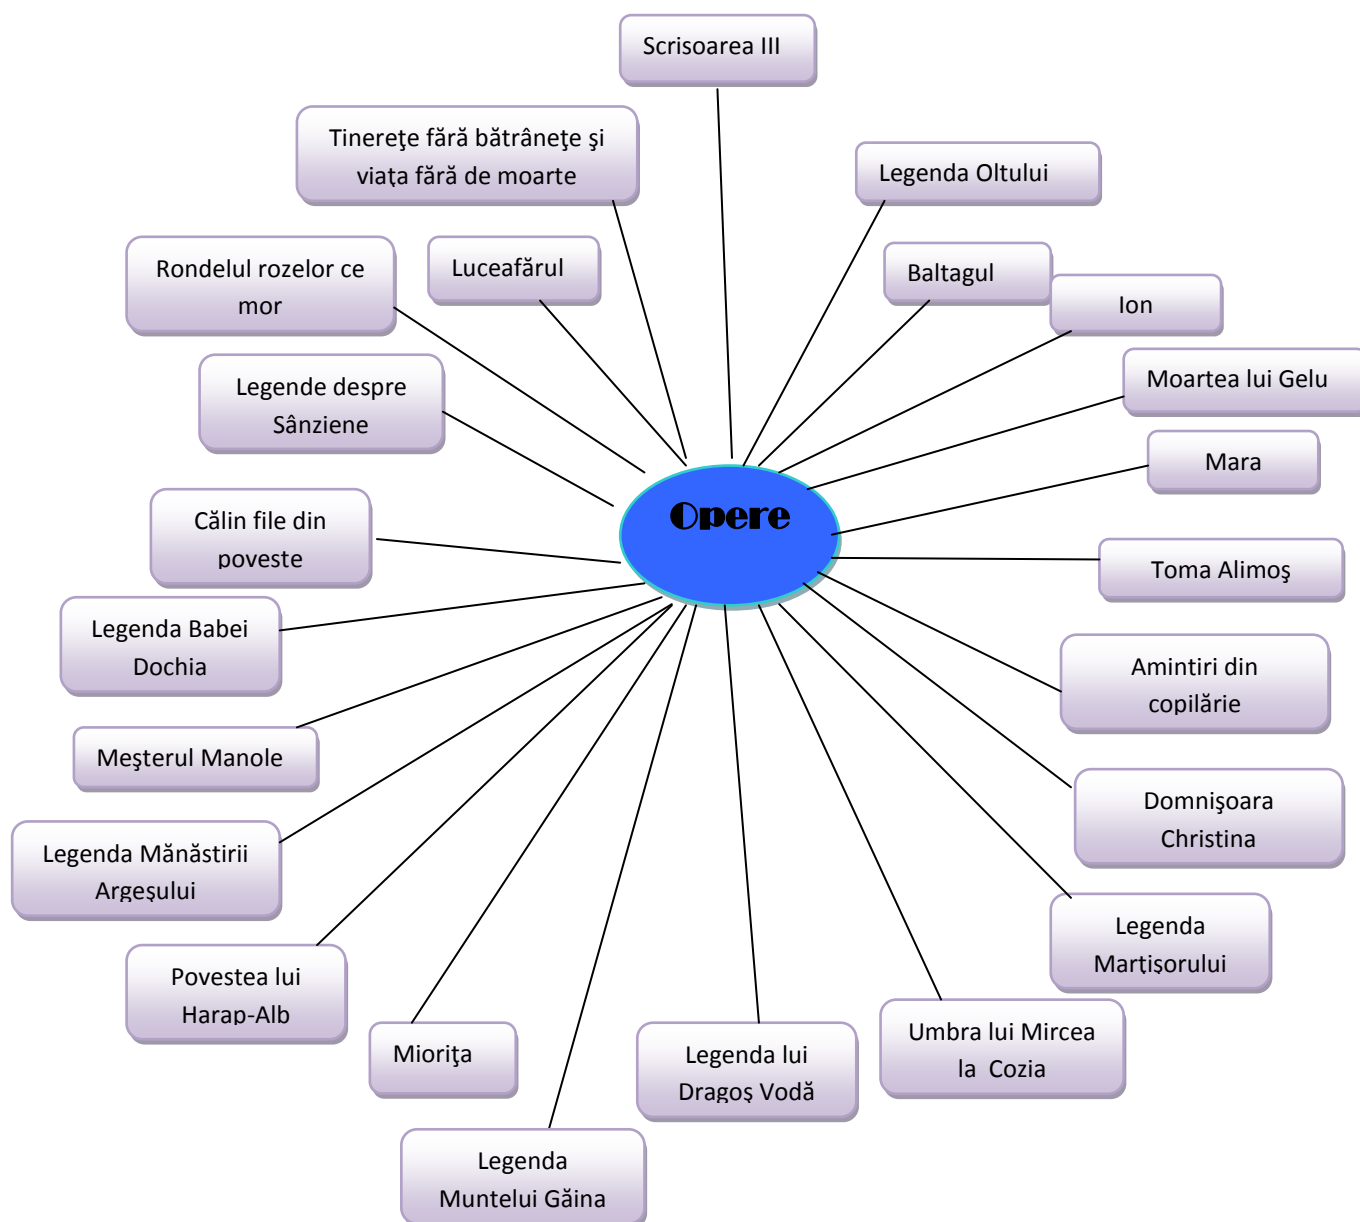 Scrisoarea III
Tinereţe fără bătrâneţe şi
viaţa fără de moarte
Legenda Oltului
Rondelul rozelor ce
mor
Luceafărul
Baltagul
Ion
Moartea lui Gelu
Legende despre
Sânziene
Mara
Opere
Călin file din
poveste
Toma Alimoş
Legenda Babei
Dochia
Amintiri din
copilărie
Meşterul Manole
Domnişoara
Christina
Legenda Mănăstirii
Argeşului
Legenda
Marţişorului
Povestea lui
Harap-Alb
Mioriţa
Legenda lui
Dragoş Vodă
Umbra lui Mircea
la Cozia
Legenda
Muntelui Găina